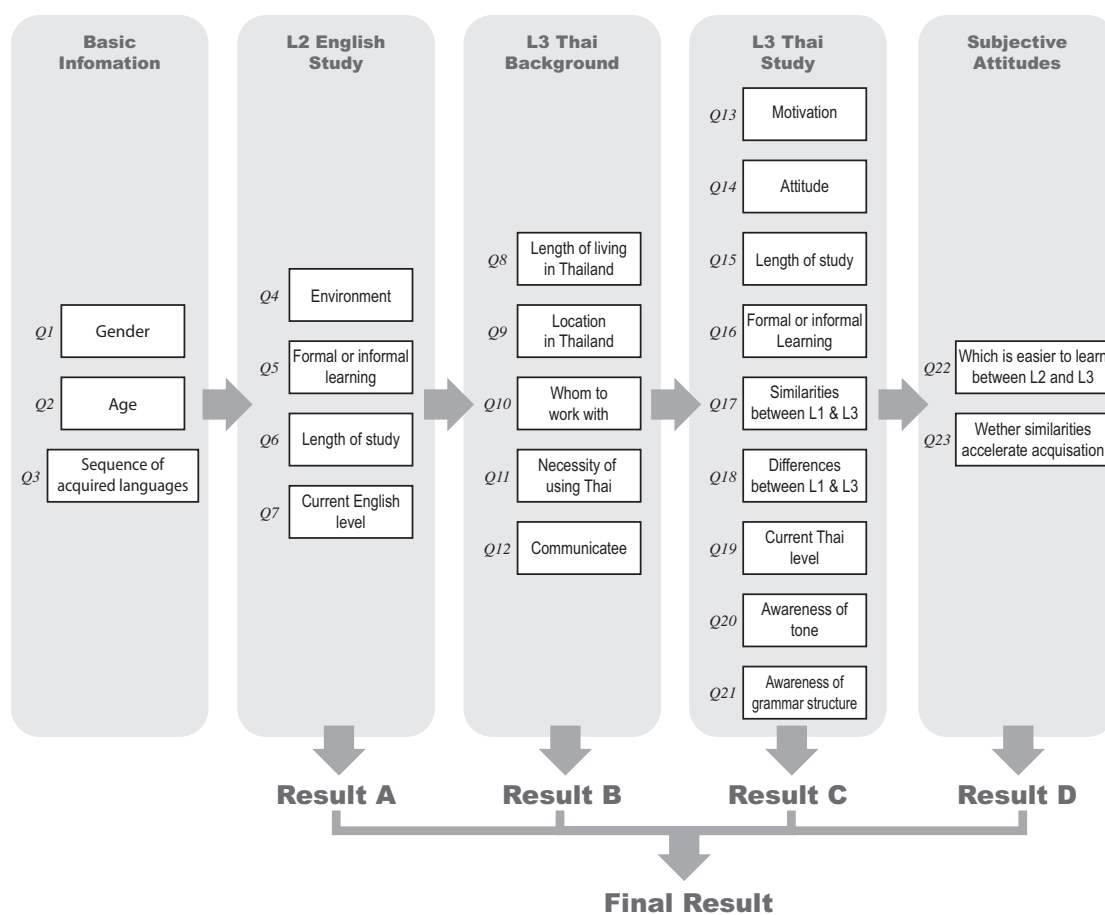 Basic
Infomation
Q1 Gender
Q2 Age
Q3 Sequence of
acquired languages
L2 English
Study
Q4 Environment
Q5 Formal or informal
learning
Q6 Length of study
Q7 Current English
level
L3 Thai
Background
Q8 Length of living
in Thailand
Q9 Location
in Thailand
Q10 Whom to
work with
Q11 Necessity of
using Thai
Q12 Communicatee
L3 Thai
Study
Q13 Motivation
Q14 Attitude
Q15 Length of study
Q16 Formal or informal
Learning
Q17 Similarities
between L1 & L3
Q18 Differences
between L1 & L3
Q19 Current Thai
level
Q20 Awareness of
tone
Q21 Awareness of
grammar structure
Subjective
Attitudes
Q22 Which is easier to learn
between L2 and L3
Q23 Wether similarities
accelerate acquisation
Result A
Result B
Result C
Result D
Final Result